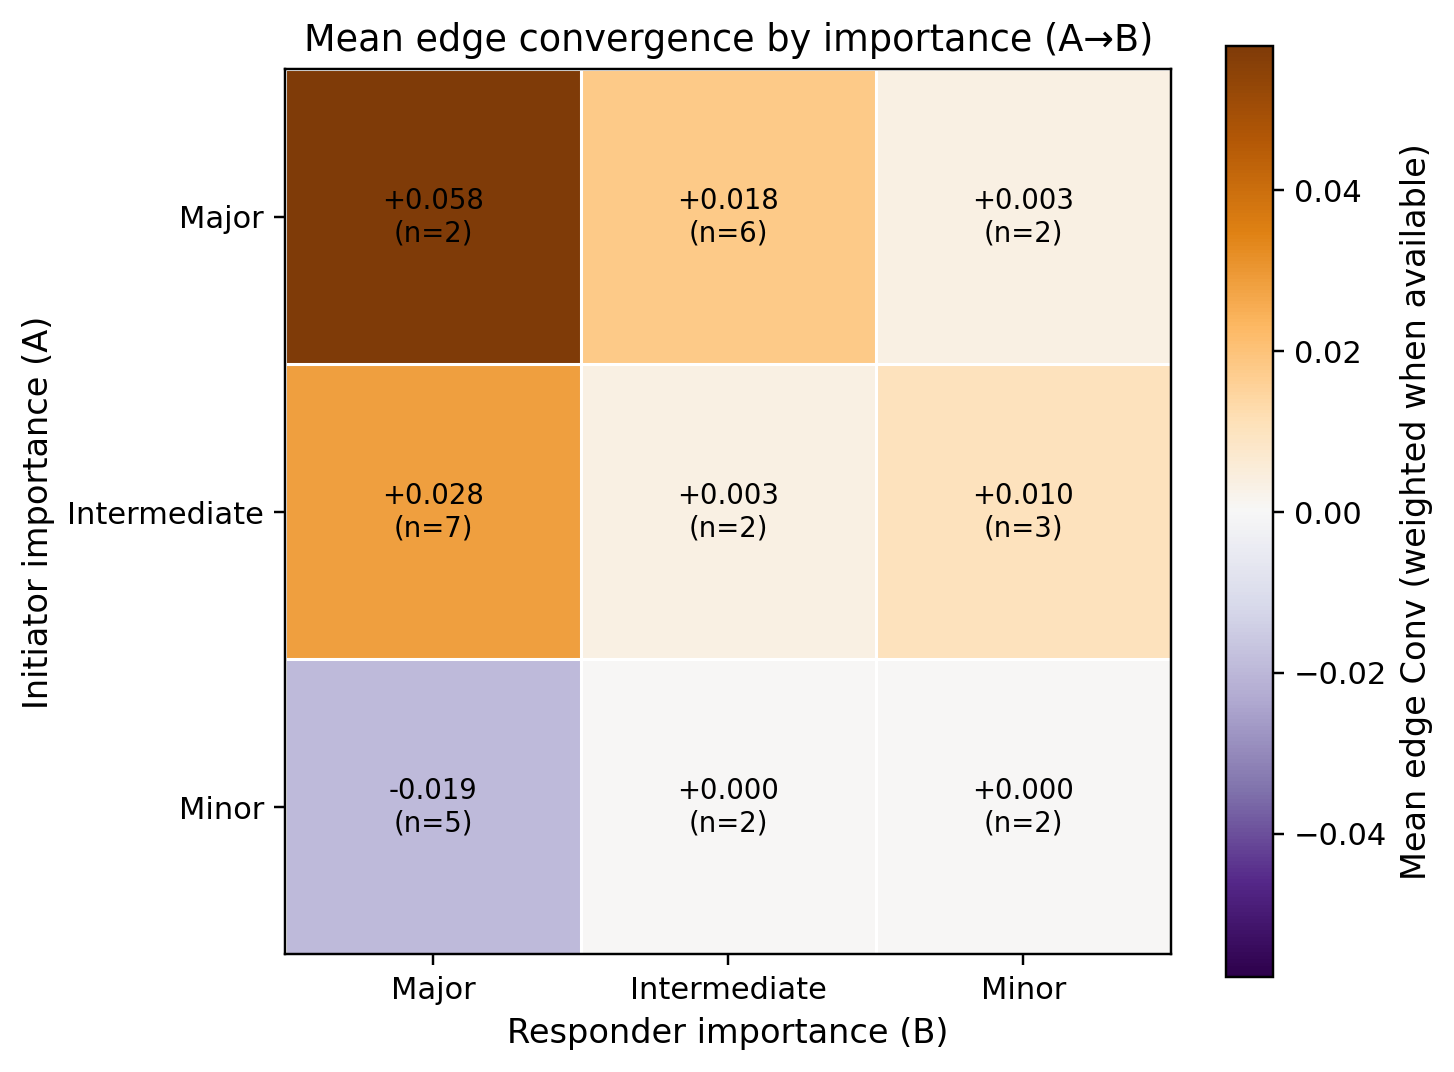 Mean edge convergence by importance (A→B)
Initiator importance (A)
Major
Intermediate
Minor
+0.058
(n=2)
+0.018
(n=6)
+0.003
(n=2)
+0.028
(n=7)
+0.003
(n=2)
+0.010
(n=3)
-0.019
(n=5)
+0.000
(n=2)
+0.000
(n=2)
Major
Intermediate
Minor
Responder importance (B)
0.04
0.02
0.00
−0.02
−0.04
Mean edge Conv (weighted when available)